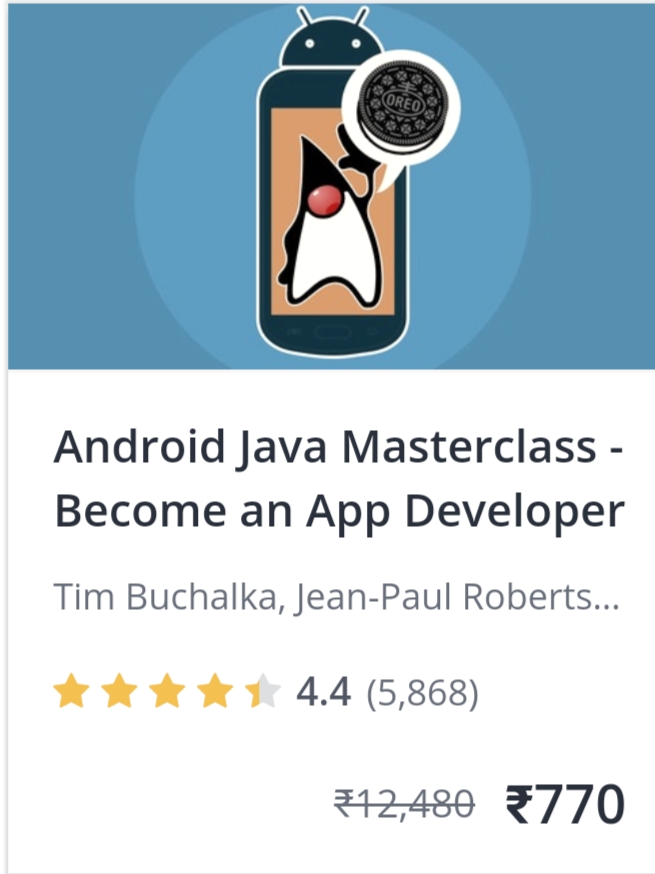 OREO
Android Java Masterclass -
Become an App Developer
Tim Buchalka, Jean-Paul Roberts...
4.4 (5,868)
₹12,480 ₹770